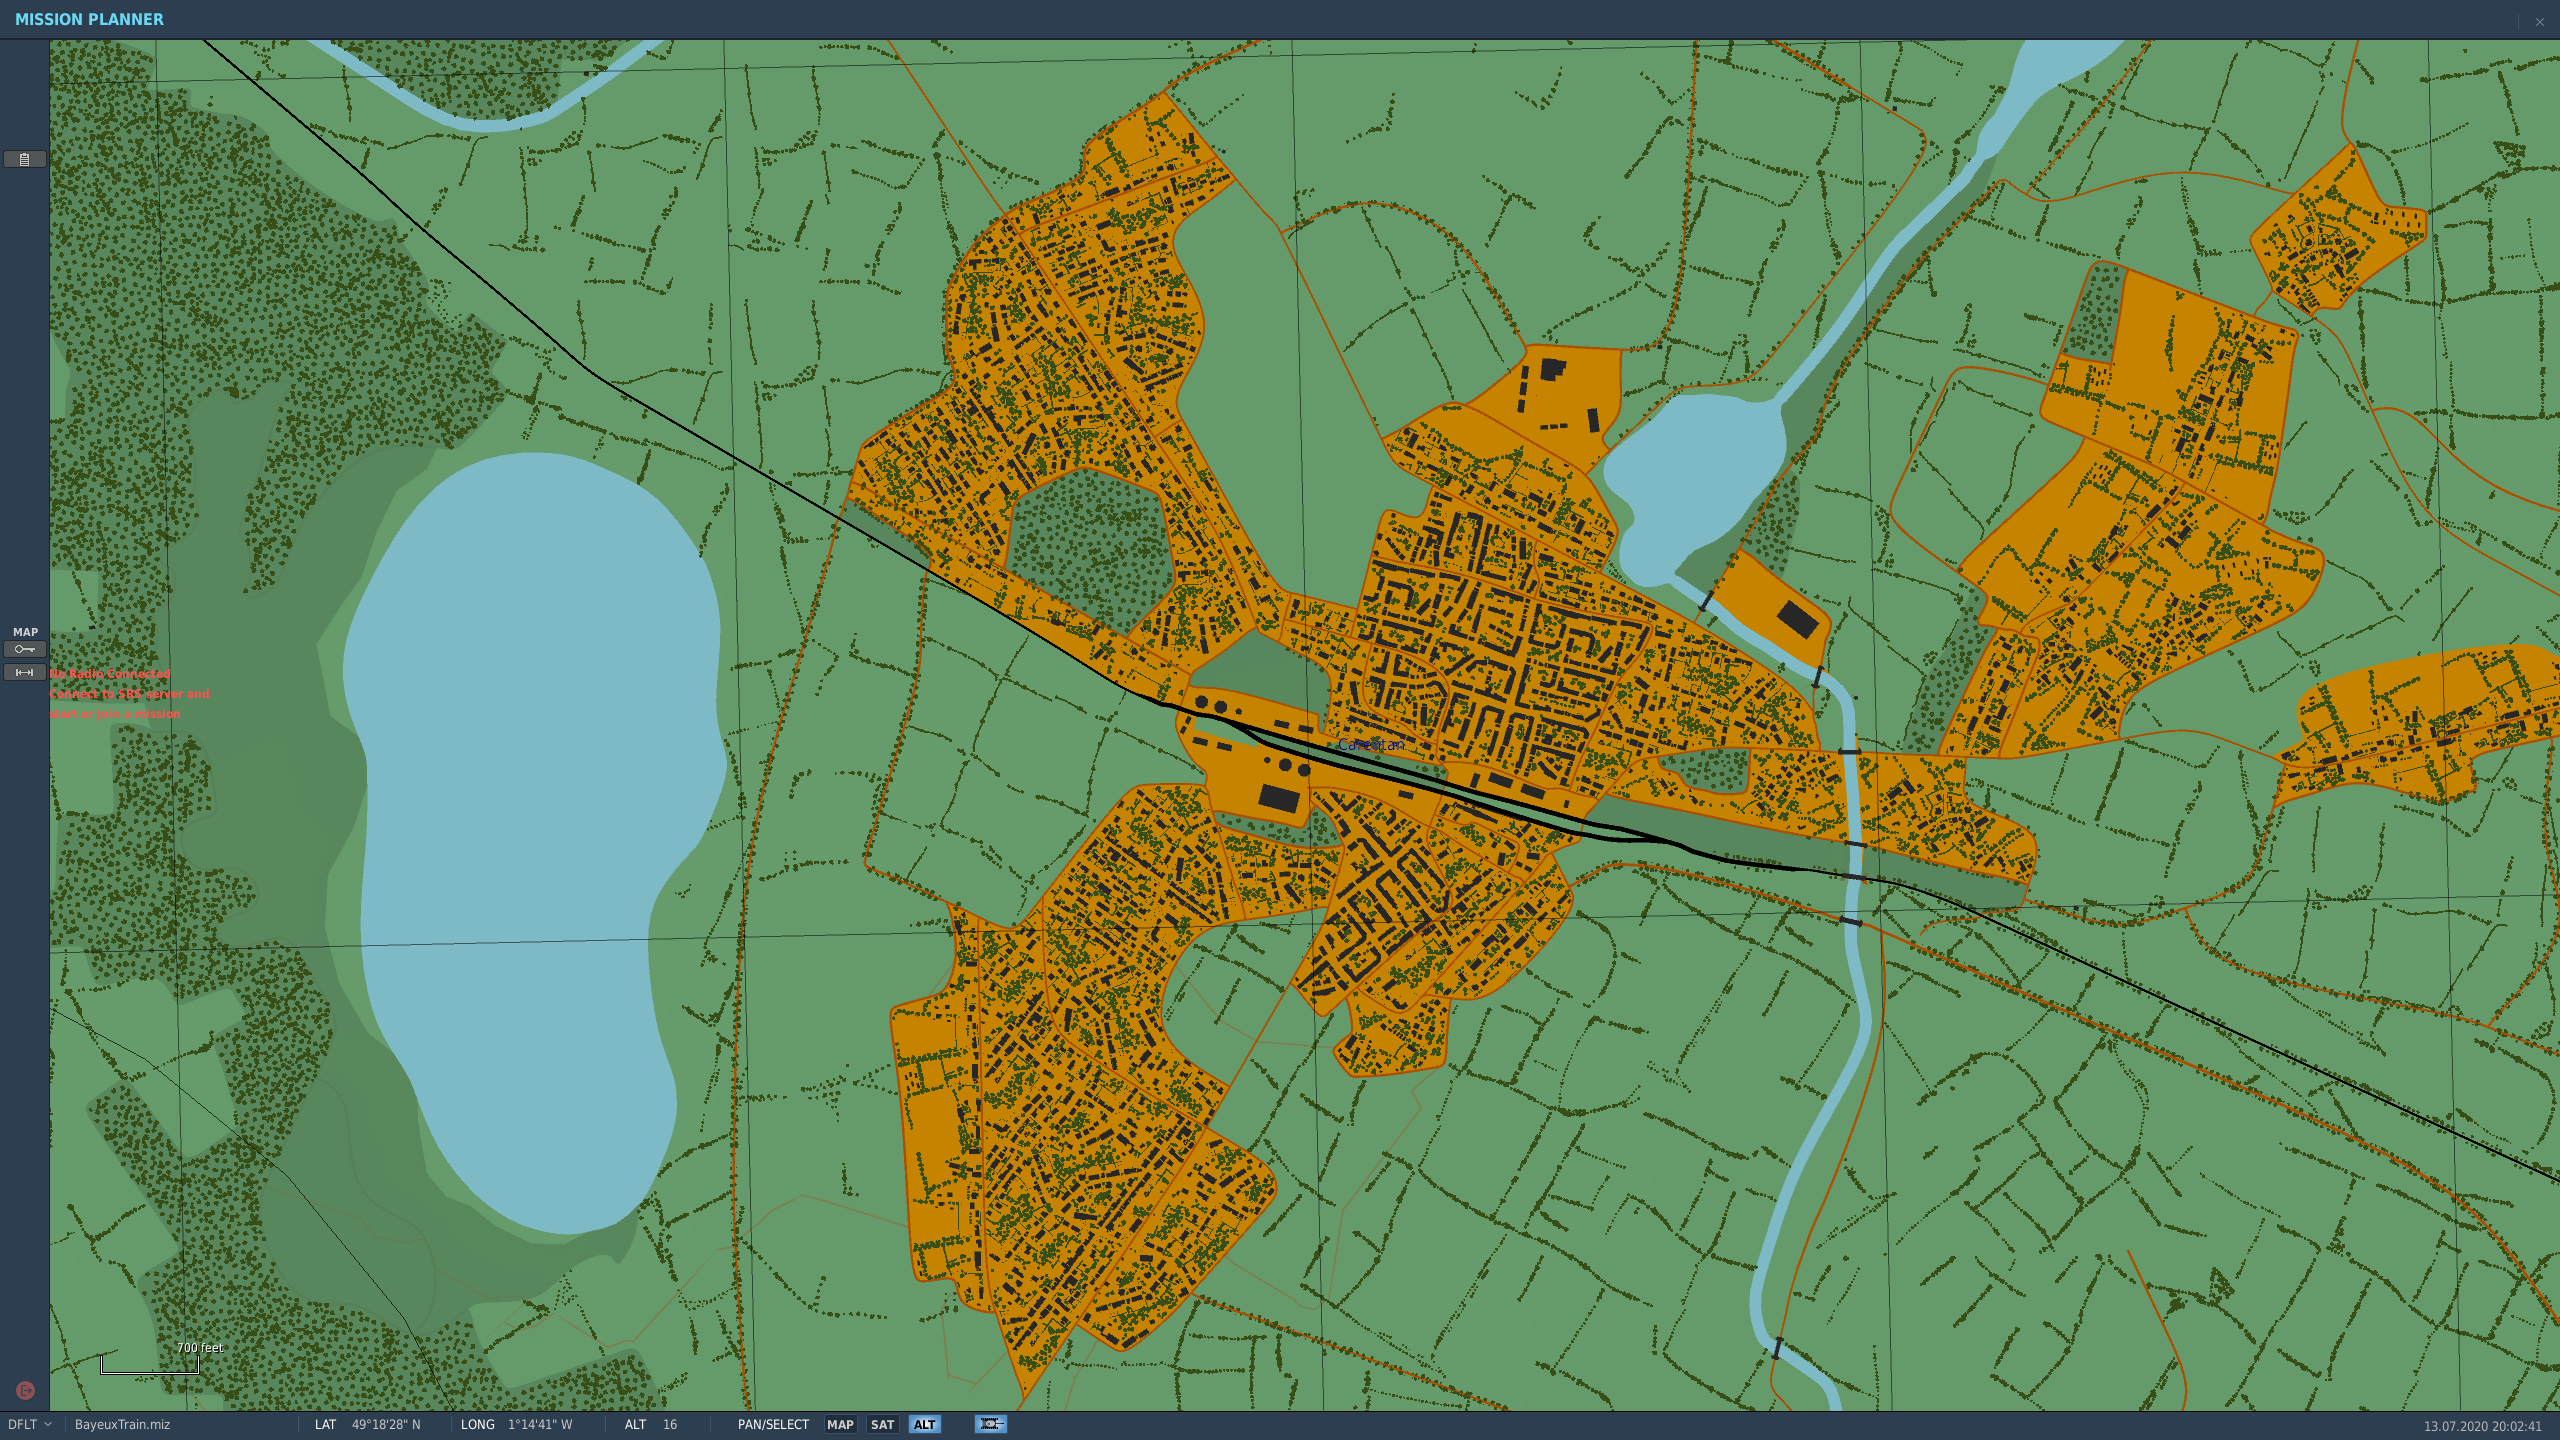 MISSION PLANNER
MAP
No Radio Connected
Connect to SRS server and
start or join a mission
Carentan
700 feet
DFLT BayeuxTrain.miz LAT 49°18'28" N LONG 1°14'41" W ALT 16 PAN/SELECT MAP SAT ALT 13.07.2020 20:02:41